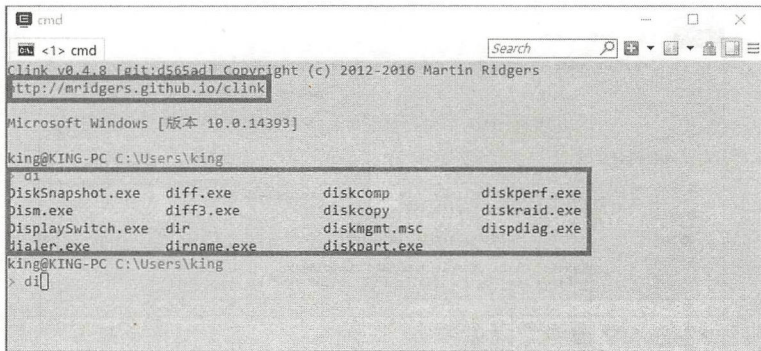 cmd
<1> cmd
Search
Clink v0.4.8 [git:d565ad] Copyright (c) 2012-2016 Martin Ridgers
http://mridgers.github.io/clink
Microsoft Windows [版本 10.0.14393]
king@KING-PC C:\Users\king
> di
DiskSnapshot.exe diff.exe diskcomp diskperf.exe
Dism.exe diff3.exe diskcopy diskraid.exe
DisplaySwitch.exe dir diskmgmt.msc dispdiag.exe
dialer.exe dirname.exe diskpart.exe
king@KING-PC C:\Users\king
> di